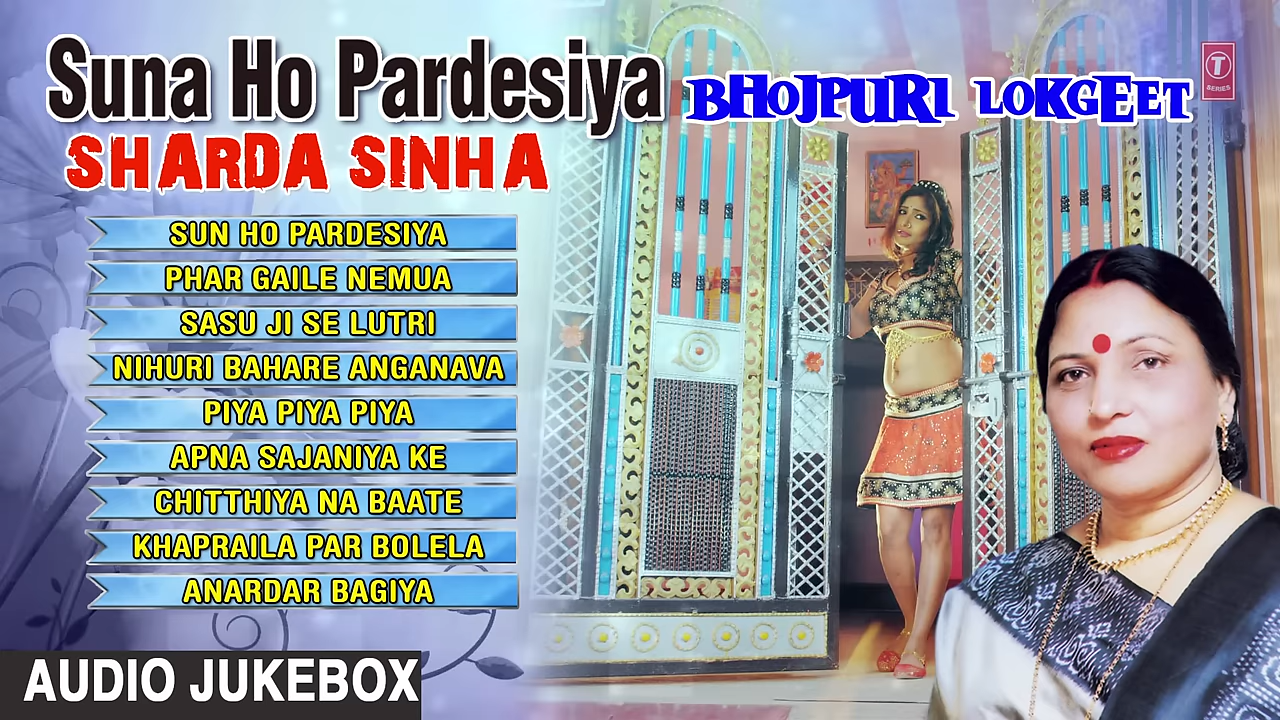 Suna Ho Pardesiya
BHOJPURI LOKGEET
T
SERIES
SHARDA SINHA
SUN HO PARDESIYA
PHAR GAILE NEMUA
SASU JI SE LUTRI
NIHURI BAHARE ANGANAVA
PIYA PIYA PIYA
APNA SAJANIYA KE
CHITTHIYA NA BAATE
KHAPRAILA PAR BOLELA
ANARDAR BAGIYA
AUDIO JUKEBOX